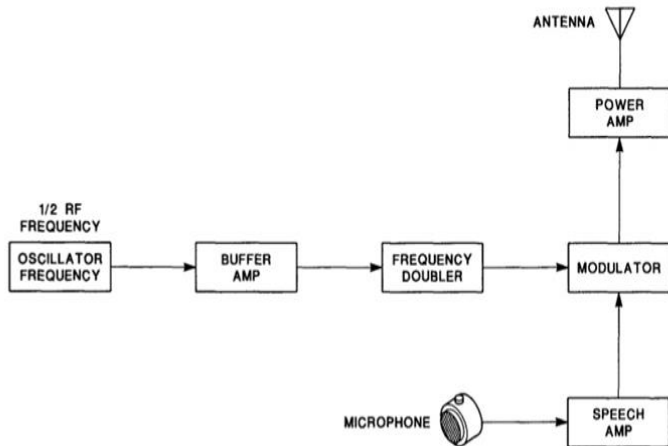 ANTENNA
POWER
AMP
1/2 RF
FREQUENCY
OSCILLATOR
FREQUENCY
BUFFER
AMP
FREQUENCY
DOUBLER
MODULATOR
MICROPHONE
SPEECH
AMP